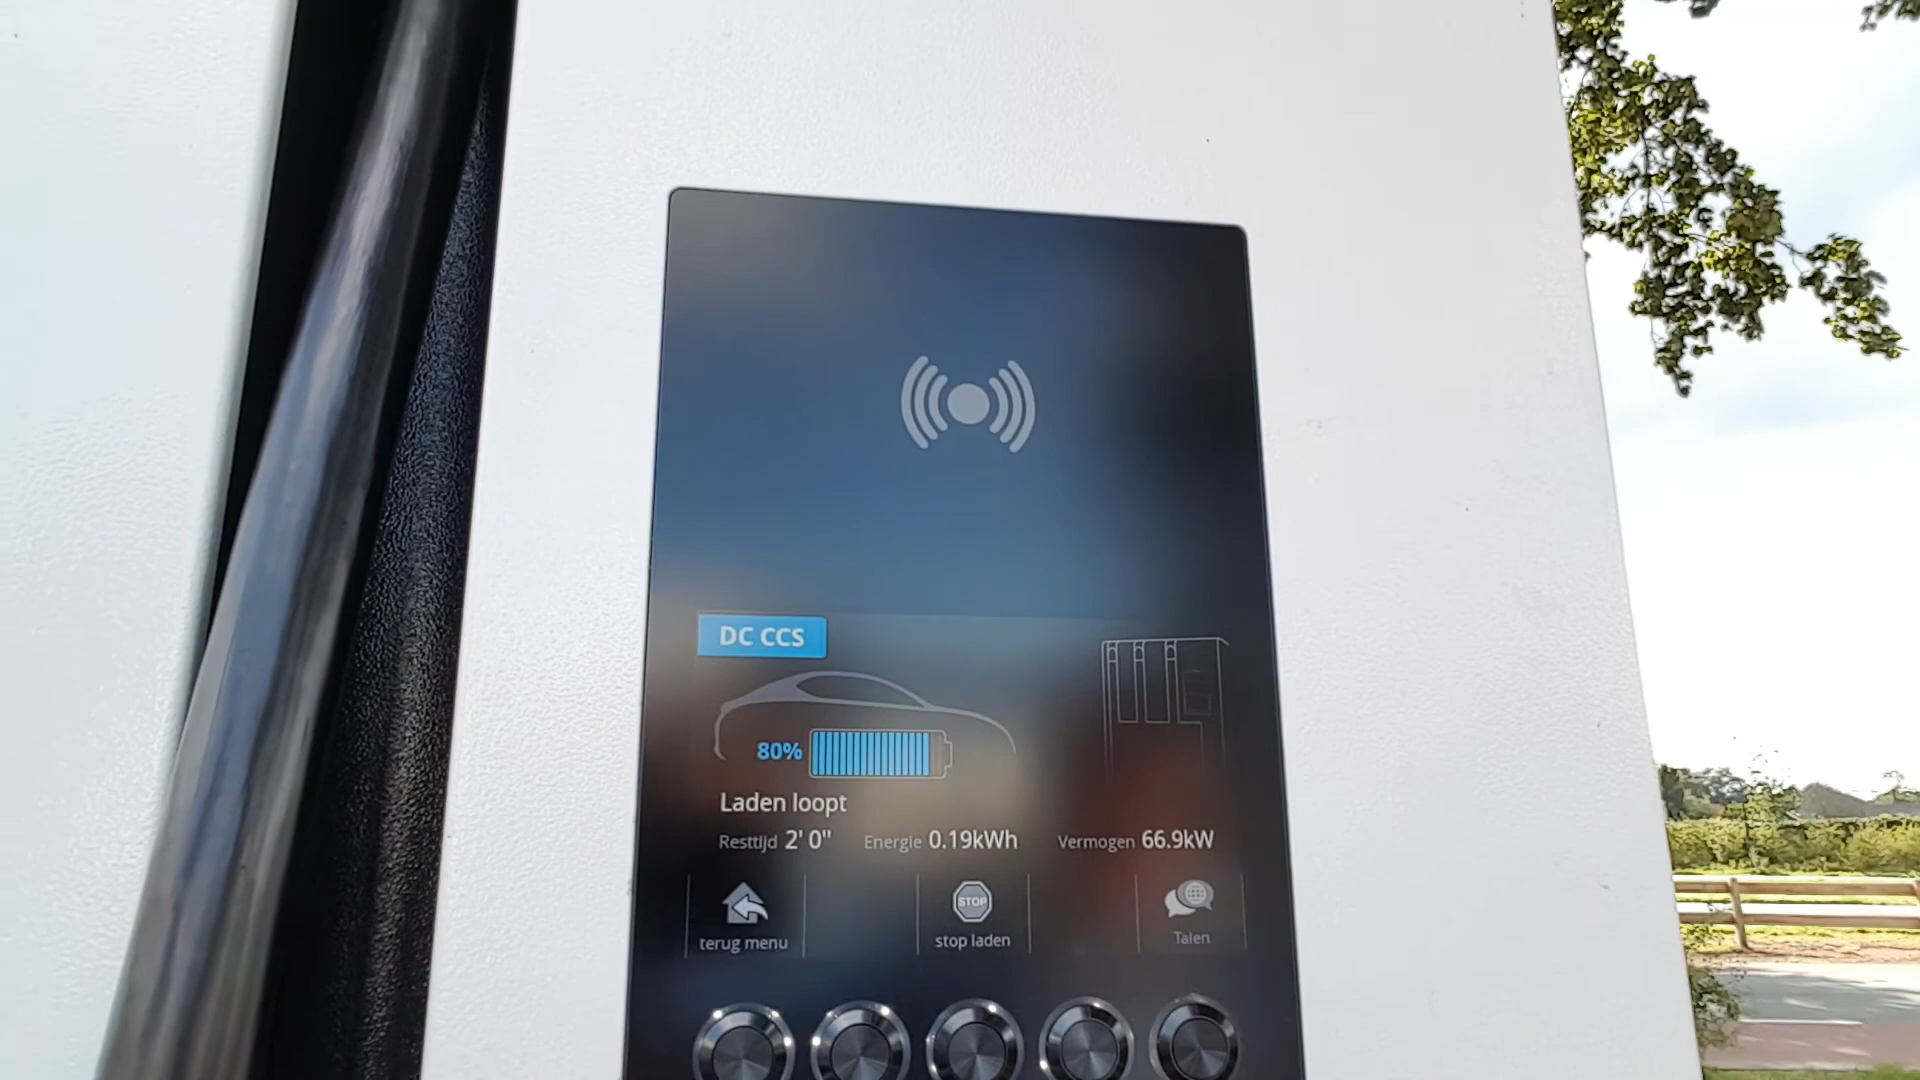 DC CCS
80%
Laden loopt
Resttijd 2' 0" Energie 0.19kWh Vermogen 66.9kW
STOP
terug menu stop laden Talen